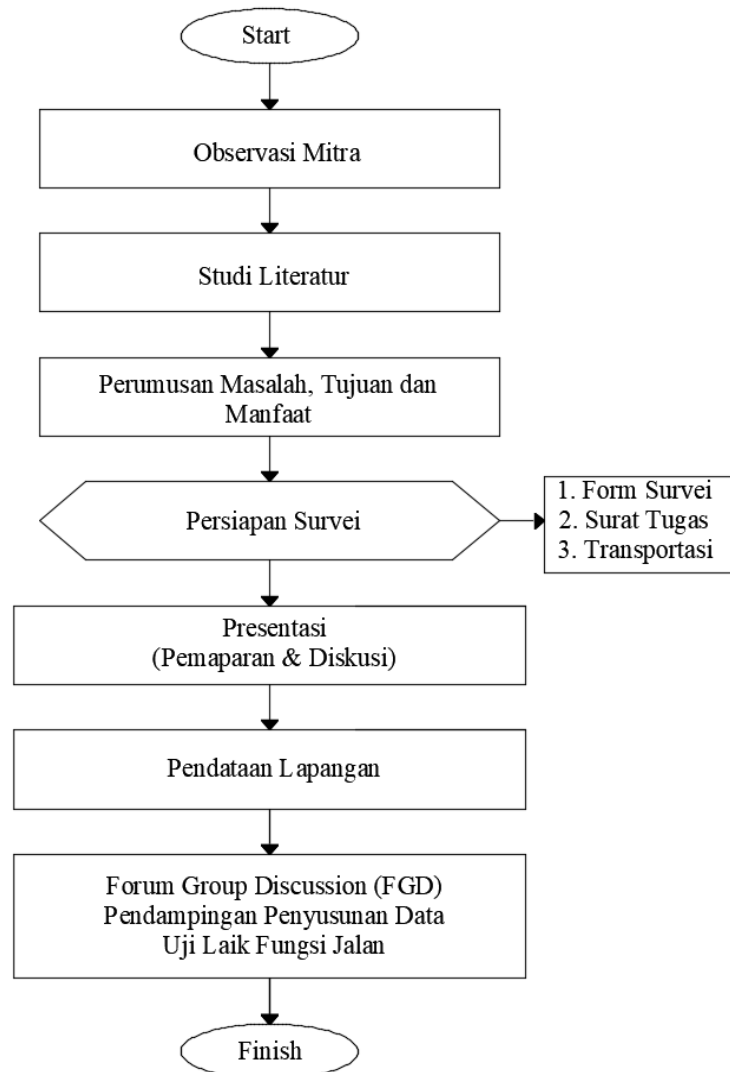 Start
Observasi Mitra
Studi Literatur
Perumusan Masalah, Tujuan dan
Manfaat
Persiapan Survei
1. Form Survei
2. Surat Tugas
3. Transportasi
Presentasi
(Pemaparan & Diskusi)
Pendataan Lapangan
Forum Group Discussion (FGD)
Pendampingan Penyusunan Data
Uji Laik Fungsi Jalan
Finish